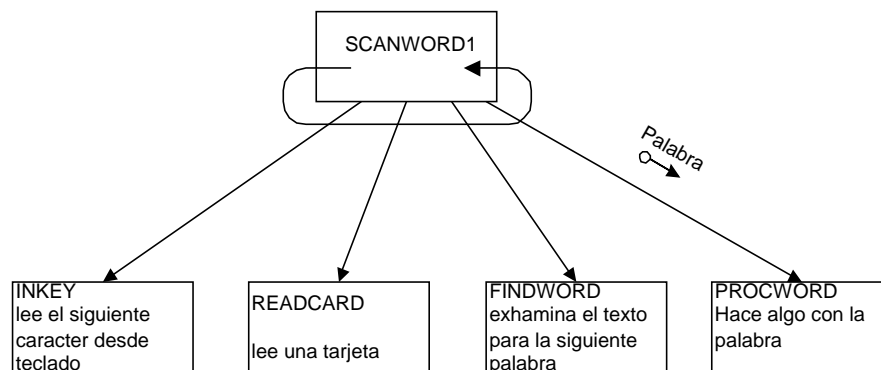 SCANWORD1
Palabra
INKEY
lee el siguiente
caracter desde
teclado
READCARD
lee una tarjeta
FINDWORD
exhamina el texto
para la siguiente
palabra
PROCWORD
Hace algo con la
palabra